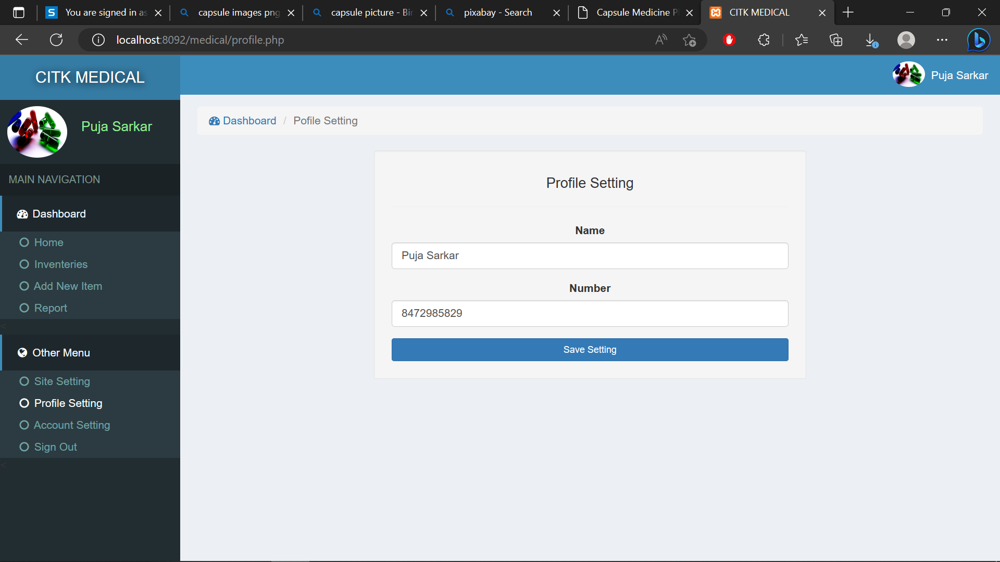 You are signed in as
capsule images png
capsule picture - Bin
pixabay - Search
Capsule Medicine P
CITK MEDICAL
localhost:8092/medical/profile.php
CITK MEDICAL
Puja Sarkar
Puja Sarkar
Dashboard / Pofile Setting
MAIN NAVIGATION
Dashboard
Home
Inventeries
Add New Item
Report
<
Other Menu
Site Setting
Profile Setting
Account Setting
Sign Out
<
Profile Setting
Name
Puja Sarkar
Number
8472985829
Save Setting